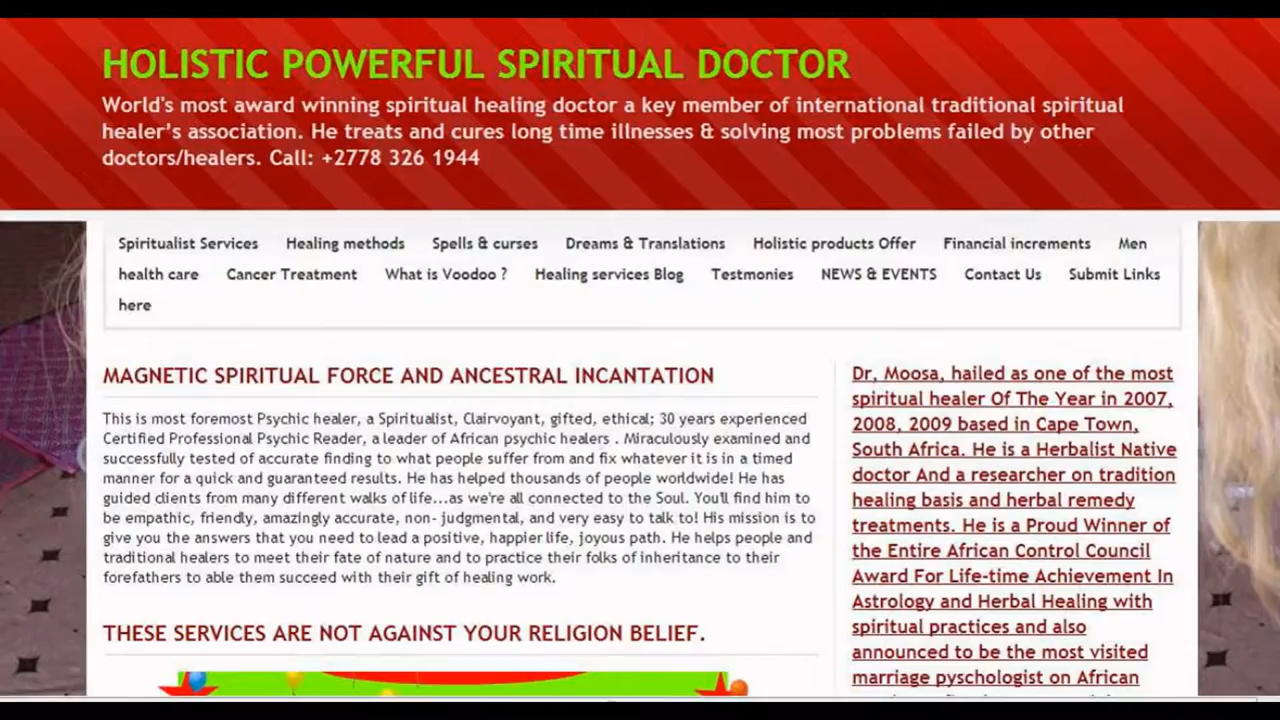 HOLISTIC POWERFUL SPIRITUAL DOCTOR
World's most award winning spiritual healing doctor a key member of international traditional spiritual
healer's association. He treats and cures long time illnesses & solving most problems failed by other
doctors/healers. Call: +2778 326 1944
Spiritualist Services Healing methods Spells & curses Dreams & Translations Holistic products Offer Financial increments Men
health care Cancer Treatment What is Voodoo ? Healing services Blog Testmonies NEWS & EVENTS Contact Us Submit Links
here
MAGNETIC SPIRITUAL FORCE AND ANCESTRAL INCANTATION
This is most foremost Psychic healer, a Spiritualist, Clairvoyant, gifted, ethical; 30 years experienced
Certified Professional Psychic Reader, a leader of African psychic healers . Miraculously examined and
successfully tested of accurate finding to what people suffer from and fix whatever it is in a timed
manner for a quick and guaranteed results. He has helped thousands of people worldwide! He has
guided clients from many different walks of life...as we're all connected to the Soul. You'll find him to
be empathic, friendly, amazingly accurate, non- judgmental, and very easy to talk to! His mission is to
give you the answers that you need to lead a positive, happier life, joyous path. He helps people and
traditional healers to meet their fate of nature and to practice their folks of inheritance to their
forefathers to able them succeed with their gift of healing work.
THESE SERVICES ARE NOT AGAINST YOUR RELIGION BELIEF.
Dr, Moosa, hailed as one of the most
spiritual healer Of The Year in 2007,
2008, 2009 based in Cape Town,
South Africa. He is a Herbalist Native
doctor And a researcher on tradition
healing basis and herbal remedy
treatments. He is a Proud Winner of
the Entire African Control Council
Award For Life-time Achievement In
Astrology and Herbal Healing with
spiritual practices and also
announced to be the most visited
marriage pyschologist on African